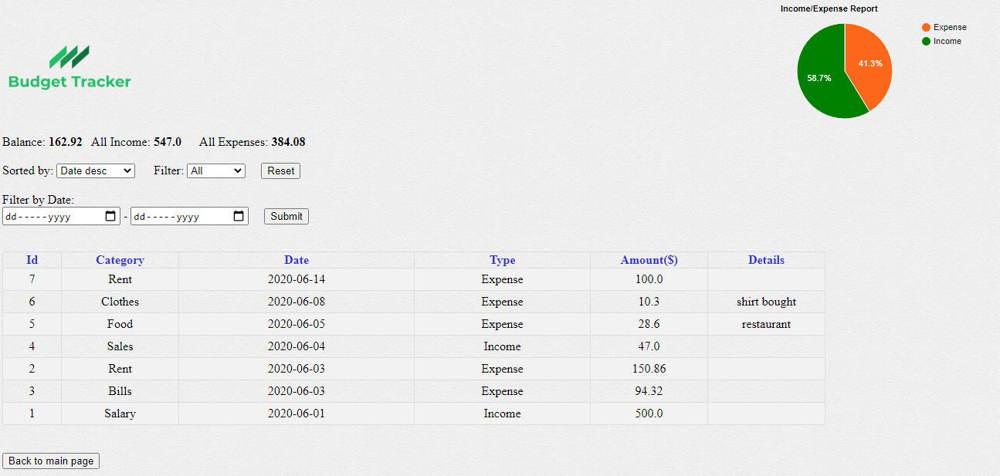 Income/Expense Report
Expense
Income
41.3%
58.7%
Budget Tracker
Balance: 162.92 All Income: 547.0 All Expenses: 384.08
Sorted by: Date desc Filter: All Reset
Filter by Date:
dd-----yyyy - dd-----yyyy Submit
Id Category Date Type Amount($) Details
7 Rent 2020-06-14 Expense 100.0
6 Clothes 2020-06-08 Expense 10.3 shirt bought
5 Food 2020-06-05 Expense 28.6 restaurant
4 Sales 2020-06-04 Income 47.0
2 Rent 2020-06-03 Expense 150.86
3 Bills 2020-06-03 Expense 94.32
1 Salary 2020-06-01 Income 500.0
Back to main page